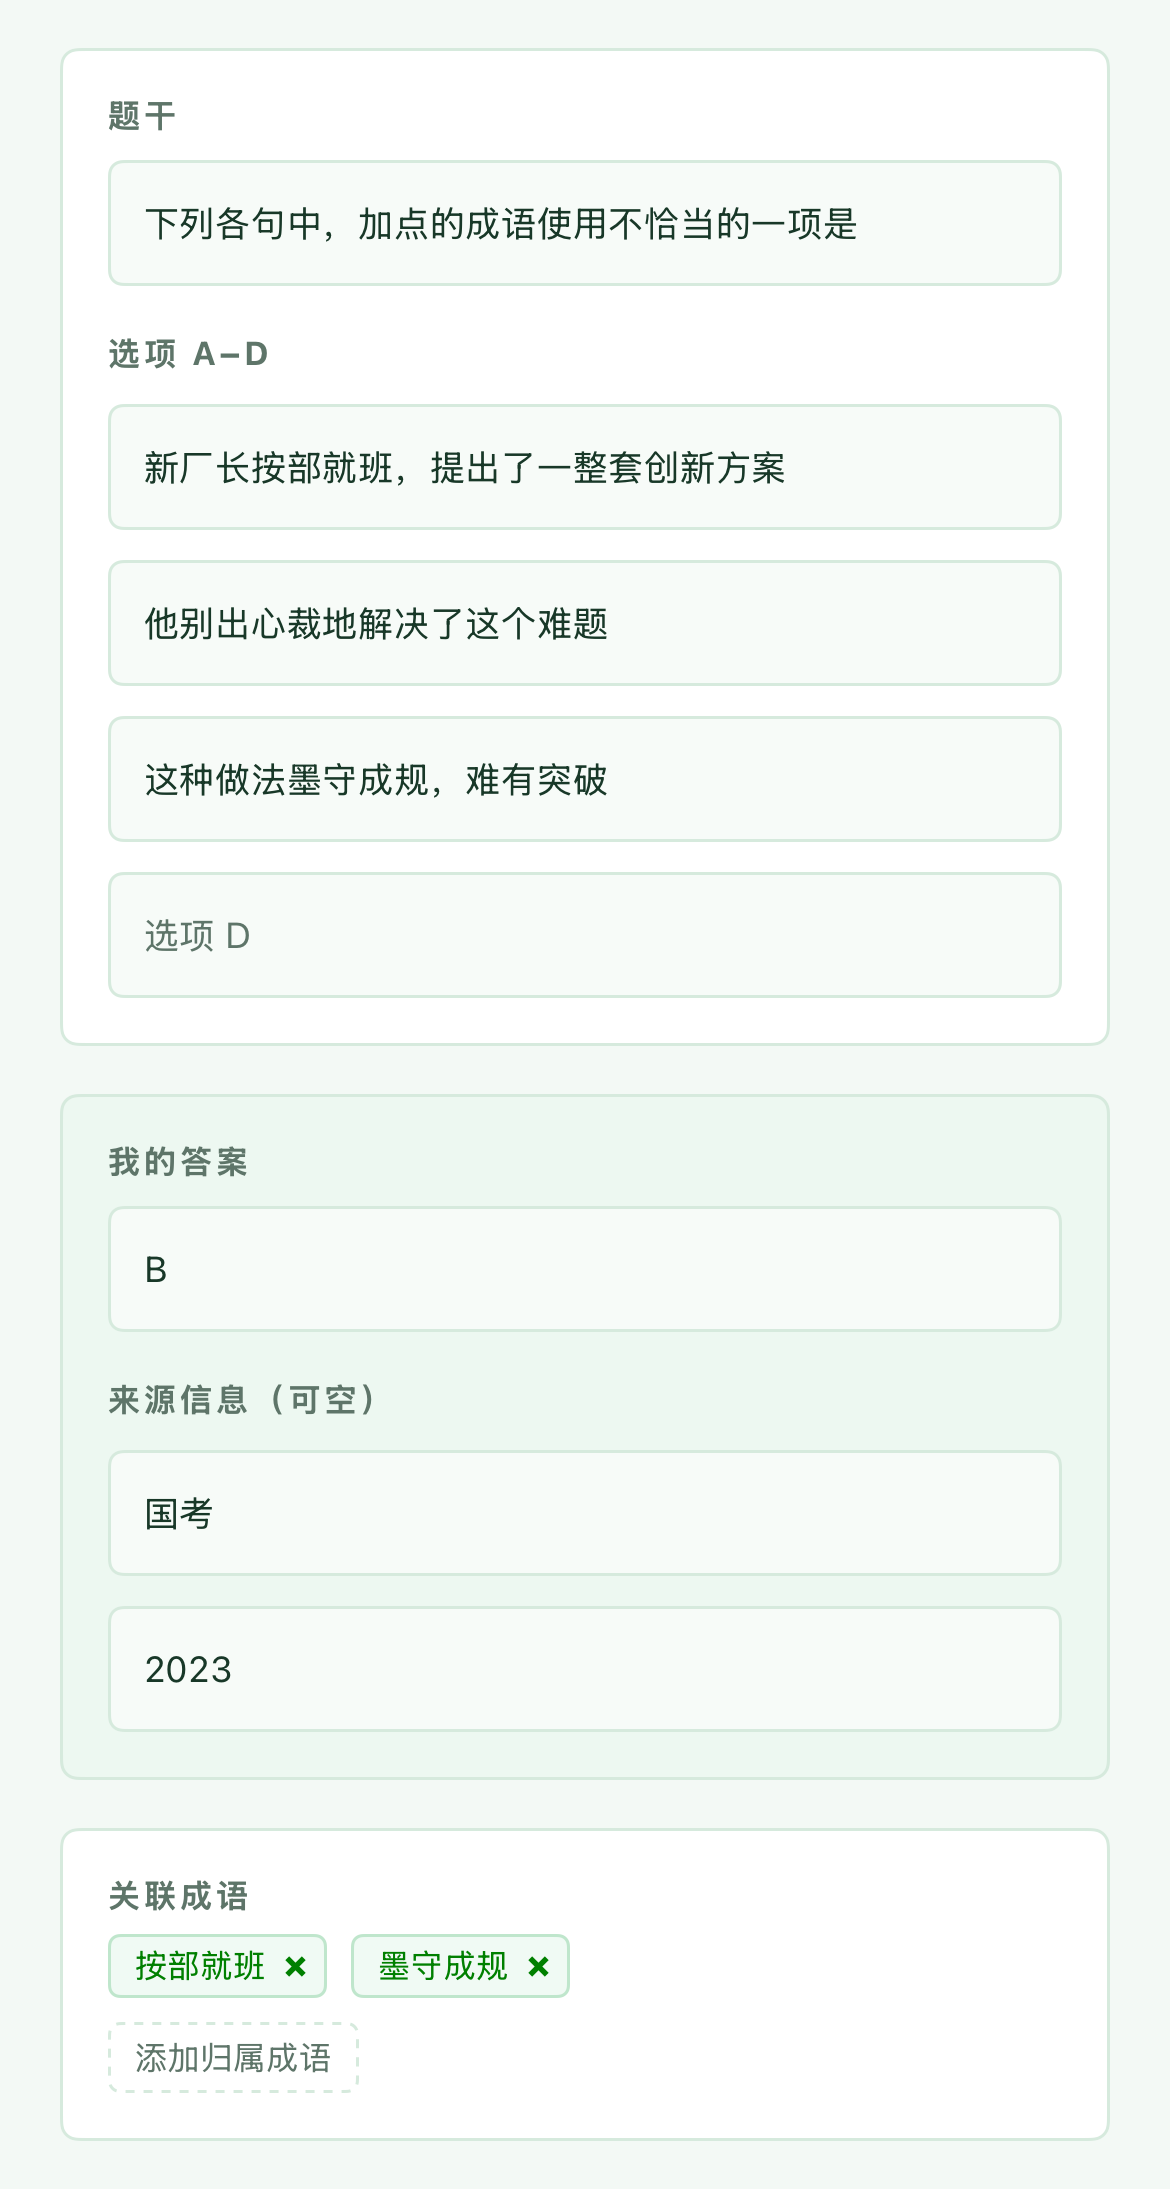 题干
下列各句中，加点的成语使用不恰当的一项是
选项 A–D
新厂长按部就班，提出了一整套创新方案
他别出心裁地解决了这个难题
这种做法墨守成规，难有突破
选项 D
我的答案
B
来源信息（可空）
国考
2023
关联成语
按部就班 × 墨守成规 ×
添加归属成语